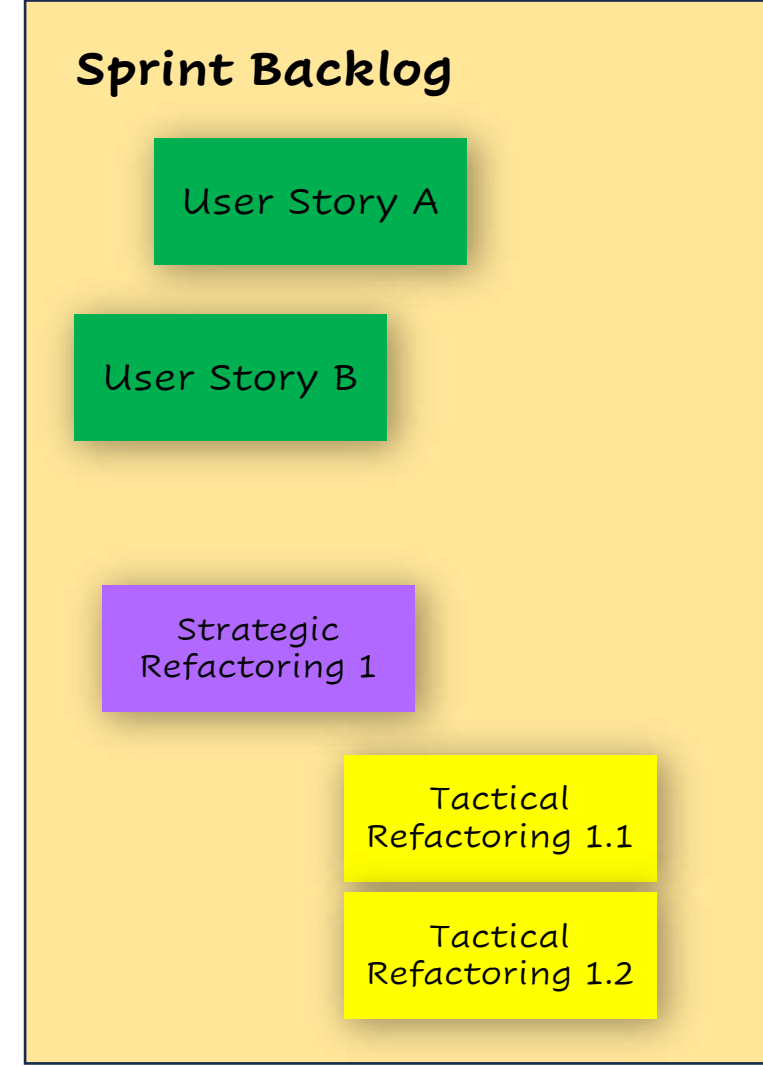 Sprint Backlog
User Story A
User Story B
Strategic
Refactoring 1
Tactical
Refactoring 1.1
Tactical
Refactoring 1.2